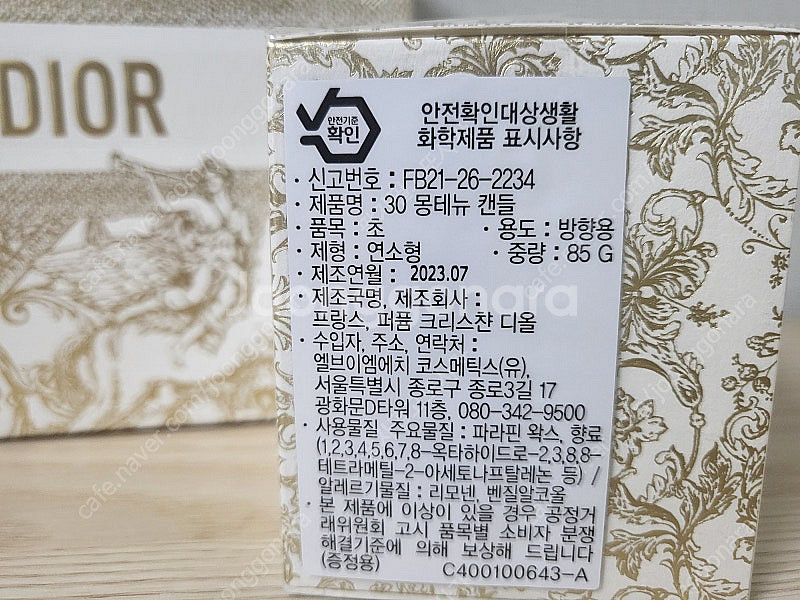 DIOR
안전기준
확인
안전확인대상생활
화학제품 표시사항
· 신고번호 : FB21-26-2234
· 제품명 : 30 몽테뉴 캔들
· 품목 : 초 · 용도 : 방향용
· 제형 : 연소형 · 중량 : 85 G
· 제조연월 : 2023.07
· 제조국명, 제조회사 :
프랑스, 퍼퓸 크리스챤 디올
· 수입자, 주소, 연락처 :
엘브이엠에치 코스메틱스(유),
서울특별시 종로구 종로3길 17
광화문D타워 11층, 080-342-9500
· 사용물질 주요물질 : 파라핀 왁스, 향료
(1,2,3,4,5,6,7,8-옥타하이드로-2,3,8,8-
테트라메틸-2-아세토나프탈레논 등) /
알레르기물질 : 리모넨, 벤질알코올
· 본 제품에 이상이 있을 경우 공정거
래위원회 고시 품목별 소비자 분쟁
해결기준에 의해 보상해 드립니다
(증정용) C400100643-A
joonggonara
cafe.naver.com/joonggonara